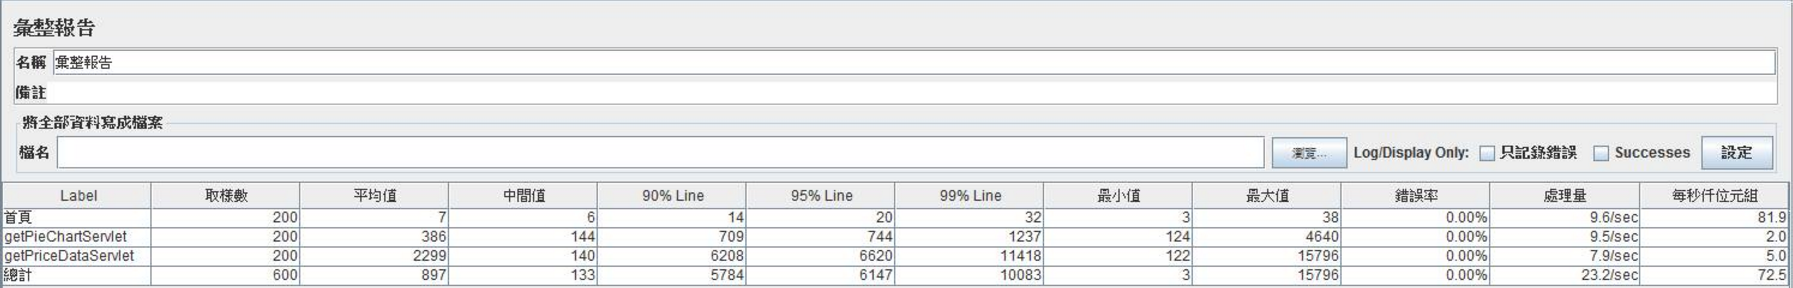 彙整報告
名稱 彙整報告
備註
將全部資料寫成檔案
檔名 瀏覽... Log/Display Only: 只記錄錯誤 Successes 設定
Label 取樣數 平均值 中間值 90% Line 95% Line 99% Line 最小值 最大值 錯誤率 處理量 每秒仟位元組
首頁 200 7 6 14 20 32 3 38 0.00% 9.6/sec 81.9
getPieChartServlet 200 386 144 709 744 1237 124 4640 0.00% 9.5/sec 2.0
getPriceDataServlet 200 2299 140 6208 6620 11418 122 15796 0.00% 7.9/sec 5.0
總計 600 897 133 5784 6147 10083 3 15796 0.00% 23.2/sec 72.5